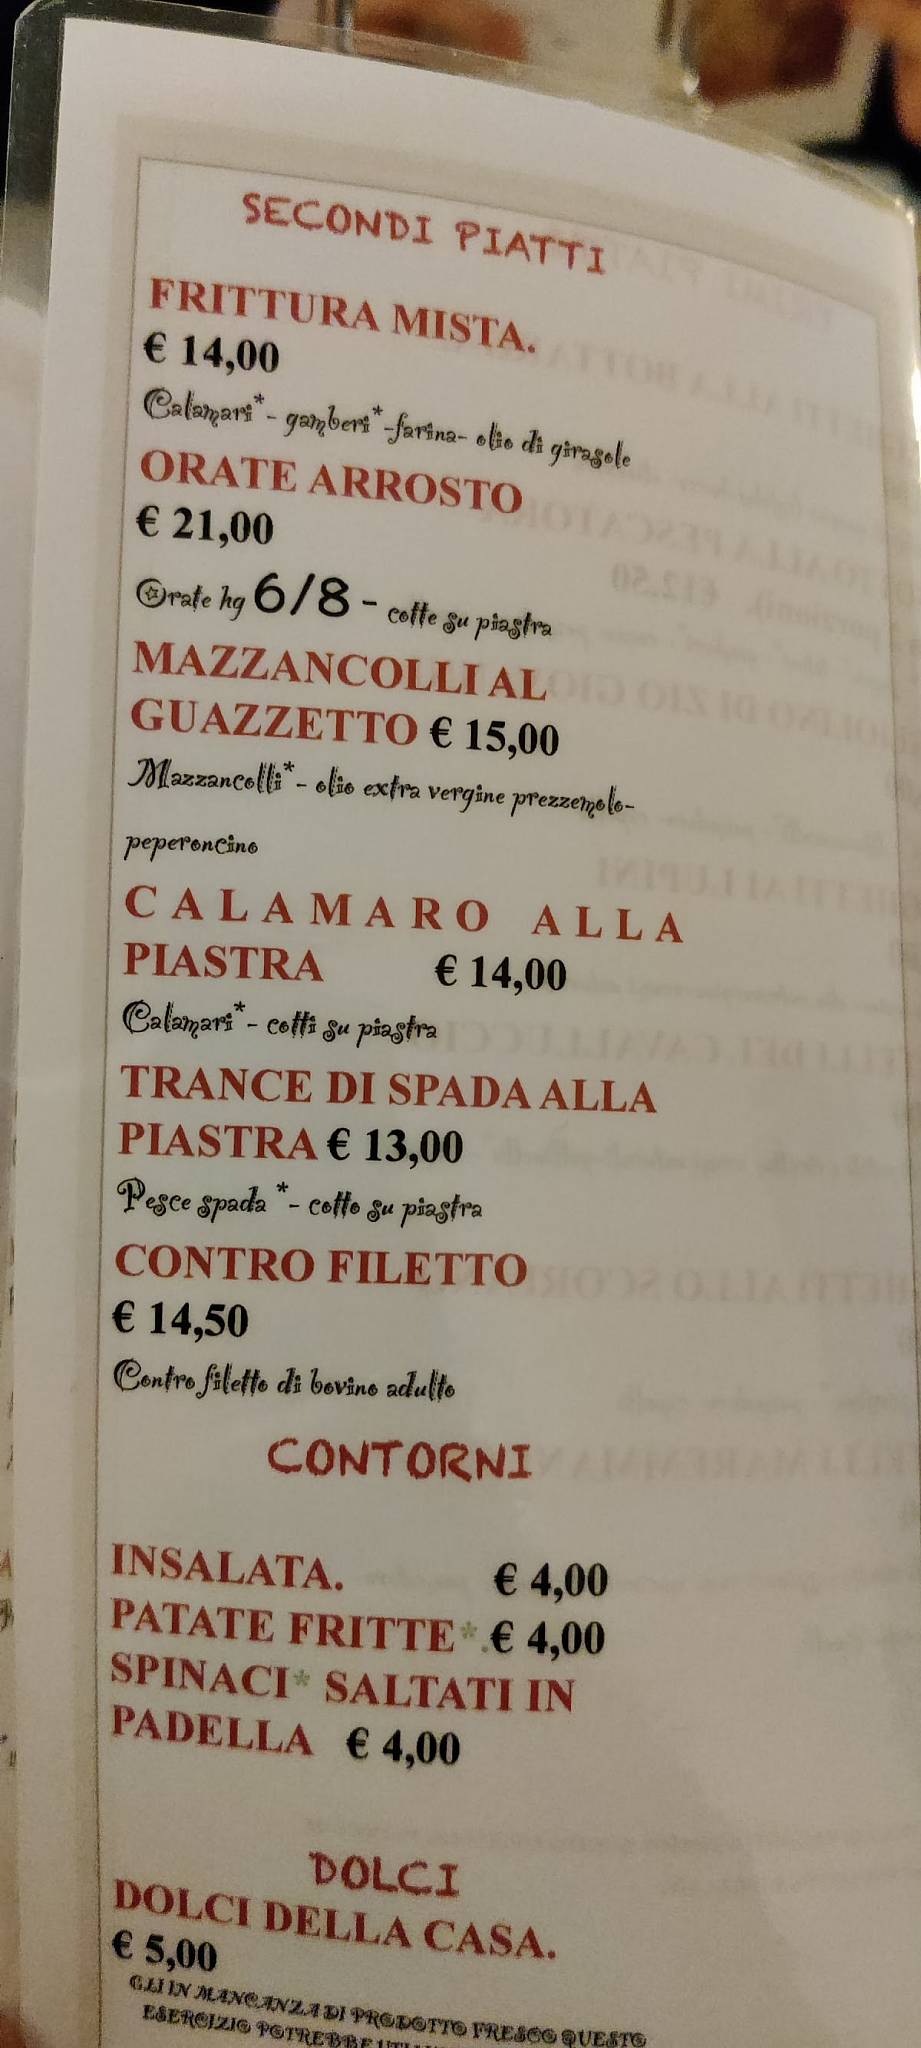 SECONDI PIATTI
FRITTURA MISTA.
€ 14,00
Calamari*- gamberi*-farina- olio di girasole
ORATE ARROSTO
€ 21,00
Orate hg 6/8 - cotte su piastra
MAZZANCOLLI AL
GUAZZETTO € 15,00
Mazzancolli*- olio extra vergine prezzemolo-
peperoncino
CALAMARO ALLA
PIASTRA € 14,00
Calamari*- cotti su piastra
TRANCE DI SPADA ALLA
PIASTRA € 13,00
Pesce spada *- cotto su piastra
CONTRO FILETTO
€ 14,50
Contro filetto di bovino adulto
CONTORNI
INSALATA. € 4,00
PATATE FRITTE*.€ 4,00
SPINACI* SALTATI IN
PADELLA € 4,00
DOLCI
DOLCI DELLA CASA.
€ 5,00
GLI IN MANCANZA DI PRODOTTO FRESCO QUESTO
ESERCIZIO POTREBBE